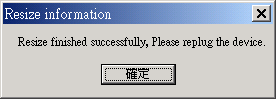 Resize information
Resize finished successfully, Please replug the device.
確定